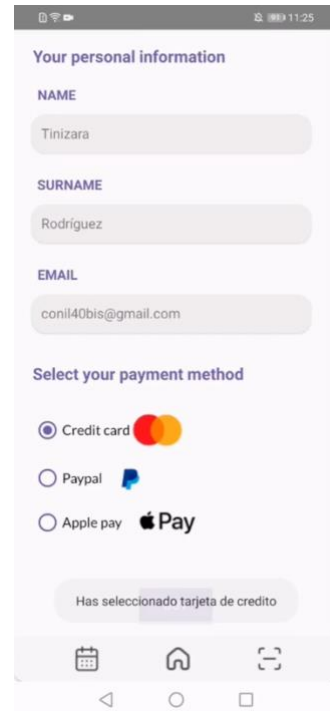 11:25
Your personal information
NAME
Tinizara
SURNAME
Rodríguez
EMAIL
conil40bis@gmail.com
Select your payment method
Credit card
Paypal
Apple pay Pay
Has seleccionado tarjeta de credito